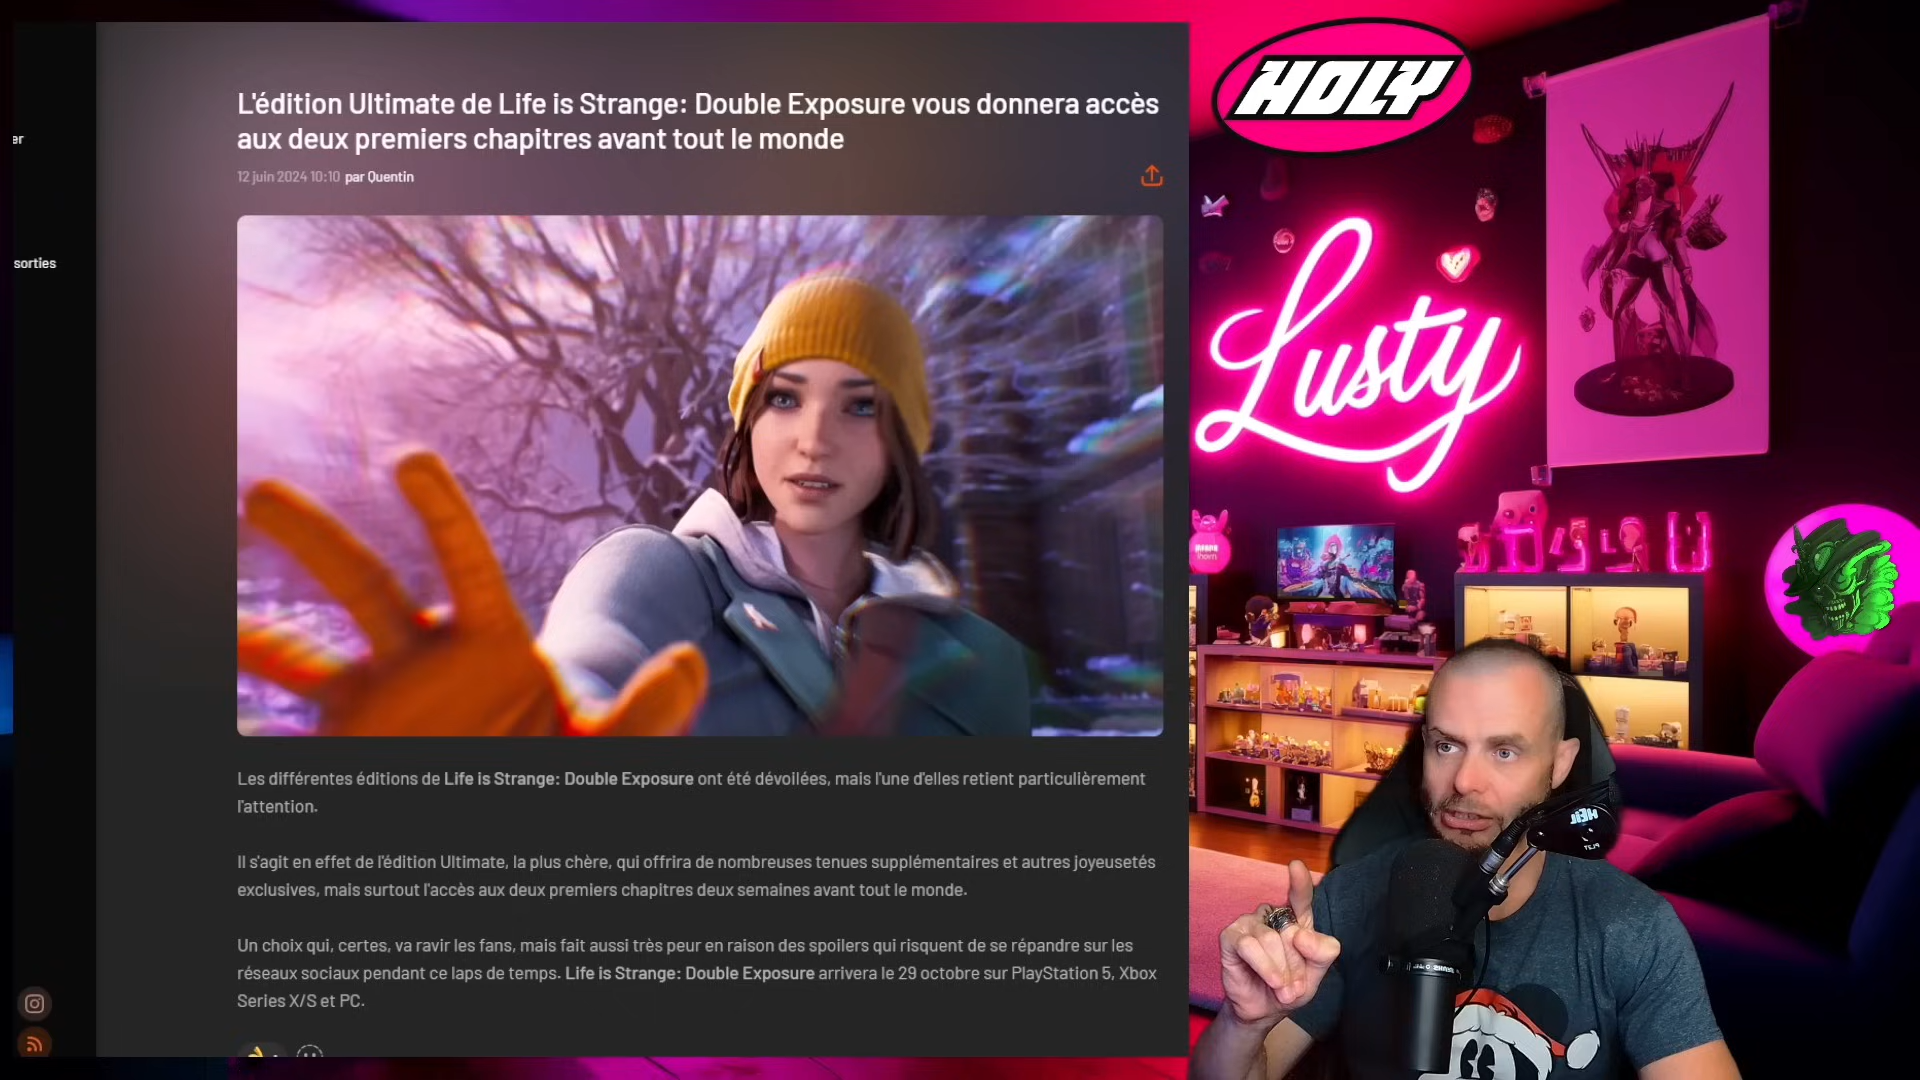 L'édition Ultimate de Life is Strange: Double Exposure vous donnera accès
aux deux premiers chapitres avant tout le monde
12 juin 2024 10:10 par Quentin
er
sorties
Les différentes éditions de Life is Strange: Double Exposure ont été dévoilées, mais l'une d'elles retient particulièrement
l'attention.
Il s'agit en effet de l'édition Ultimate, la plus chère, qui offrira de nombreuses tenues supplémentaires et autres joyeusetés
exclusives, mais surtout l'accès aux deux premiers chapitres deux semaines avant tout le monde.
Un choix qui, certes, va ravir les fans, mais fait aussi très peur en raison des spoilers qui risquent de se répandre sur les
réseaux sociaux pendant ce laps de temps. Life is Strange: Double Exposure arrivera le 29 octobre sur PlayStation 5, Xbox
Series X/S et PC.
HOLY
Lusty